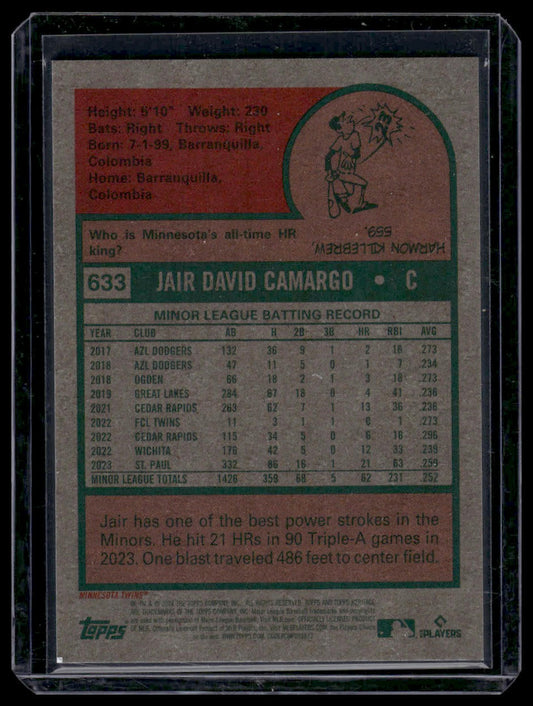 Height: 5'10" Weight: 230
Bats: Right Throws: Right
Born: 7-1-99, Barranquilla,
Colombia
Home: Barranquilla,
Colombia
23
Who is Minnesota's all-time HR
king?
HARMON KILLEBREW,
559.
633 JAIR DAVID CAMARGO • C
MINOR LEAGUE BATTING RECORD
YEAR CLUB AB H 2B 3B HR RBI AVG
2017 AZL DODGERS 132 36 9 1 2 18 .273
2018 AZL DODGERS 47 11 5 0 1 7 .234
2018 OGDEN 66 18 2 1 3 18 .273
2019 GREAT LAKES 284 67 18 0 4 41 .236
2021 CEDAR RAPIDS 263 62 7 1 13 36 .236
2022 FCL TWINS 11 3 1 1 0 1 .273
2022 CEDAR RAPIDS 115 34 5 0 6 18 .296
2022 WICHITA 176 42 5 0 12 33 .239
2023 ST. PAUL 332 86 16 1 21 63 .259
MINOR LEAGUE TOTALS 1426 359 68 5 62 231 .252
Jair has one of the best power strokes in the
Minors. He hit 21 HRs in 90 Triple-A games in
2023. One blast traveled 486 feet to center field.
MINNESOTA TWINS™
topps
PLAYERS